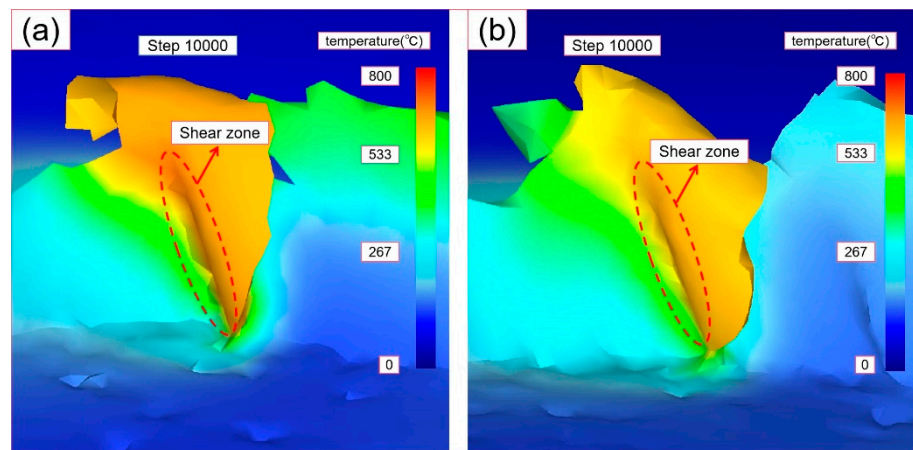 (a)
Step 10000
temperature(℃)
800
Shear zone
533
267
0
(b)
Step 10000
temperature(℃)
800
Shear zone
533
267
0